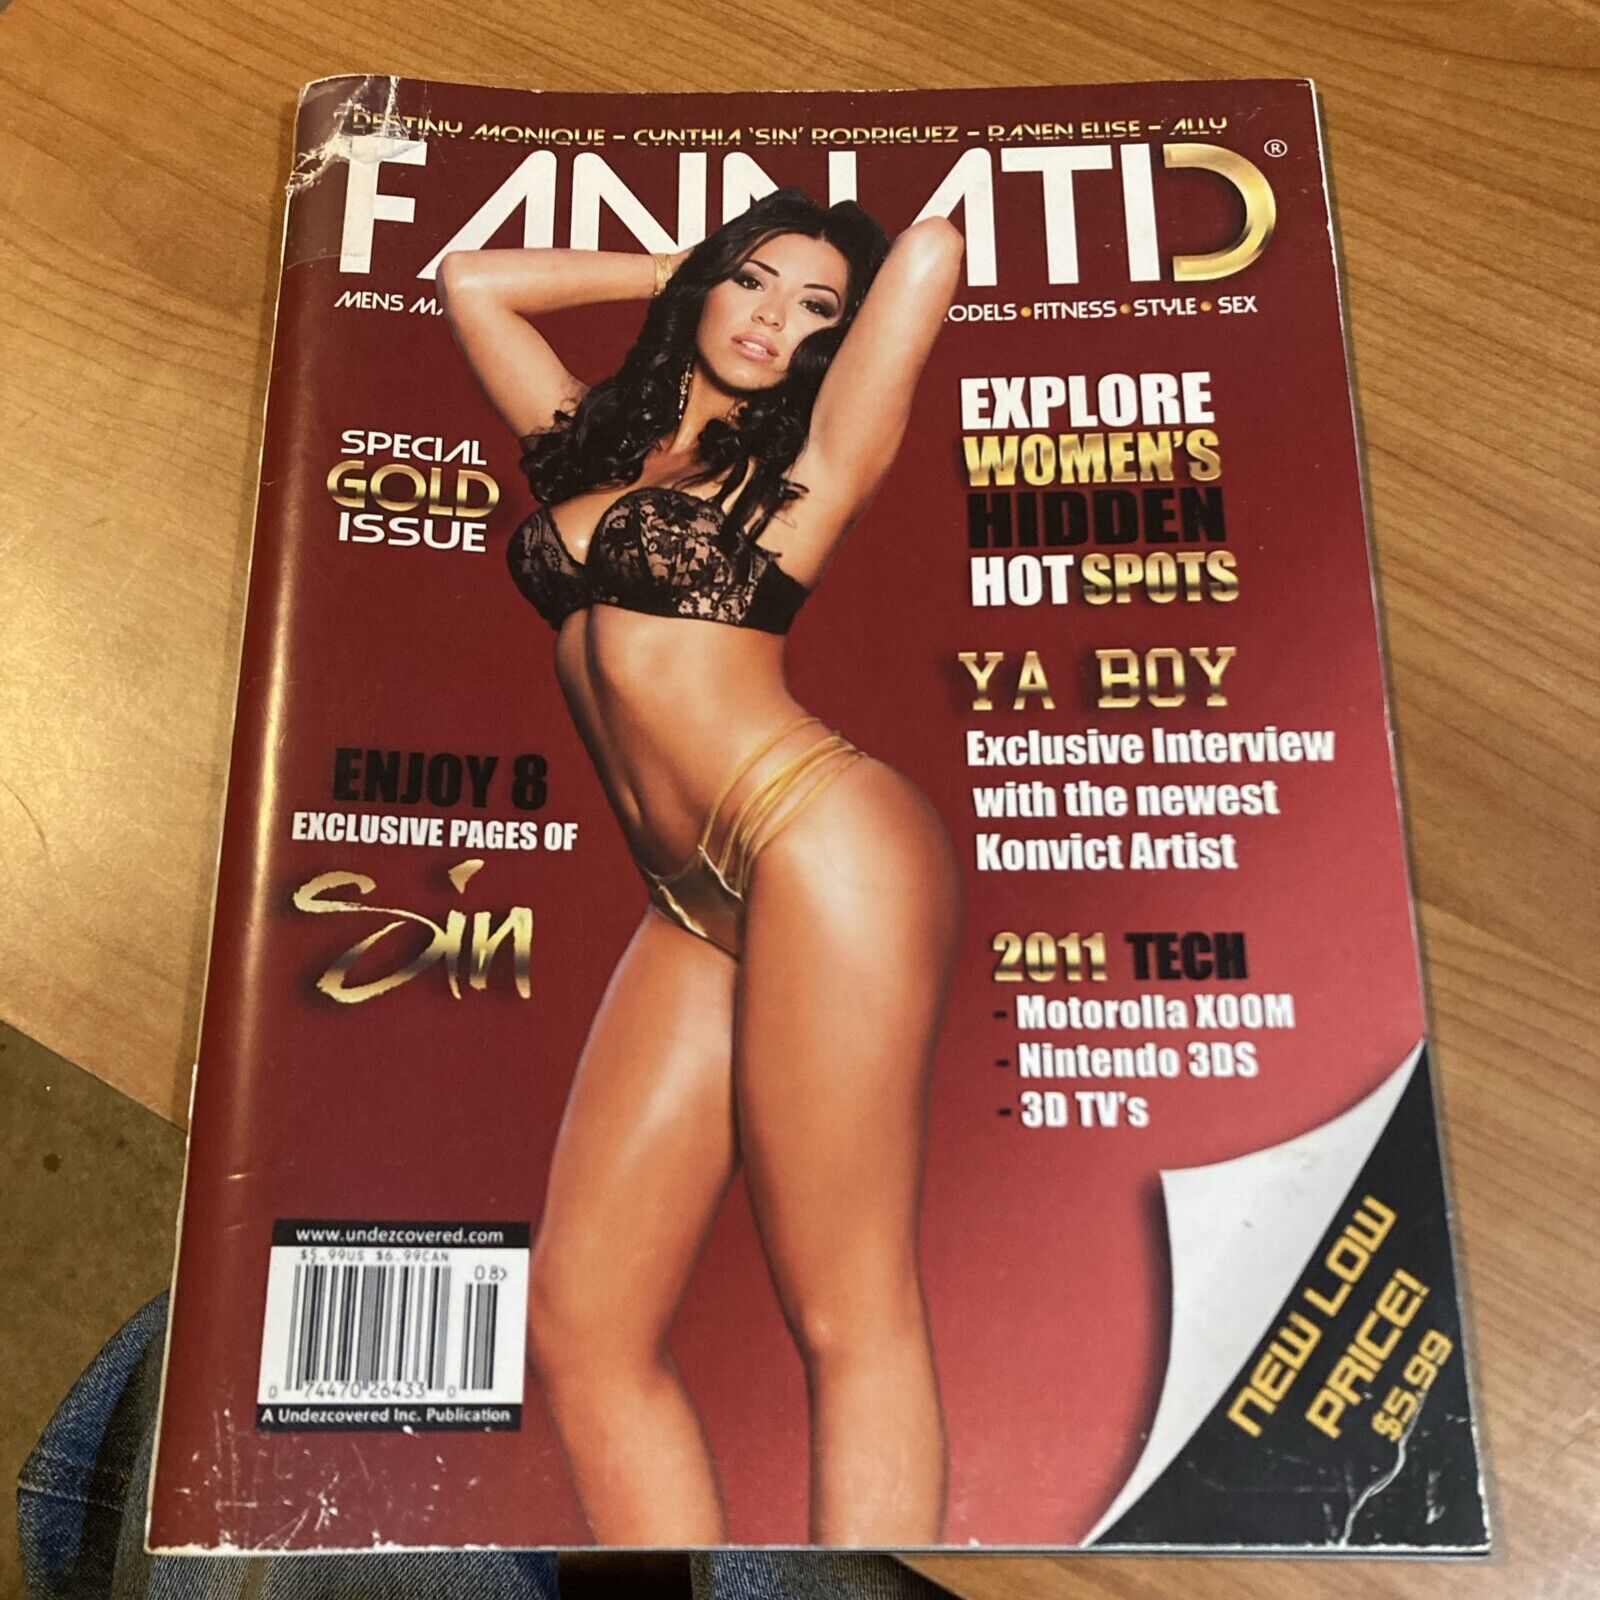 DESTINY MONIQUE - CYNTHIA 'SIN' RODRIGUEZ - RAVEN ELISE - ALLY
FANNATIC ®
MENS • FITNESS • STYLE • SEX
SPECIAL
GOLD
ISSUE
EXPLORE
WOMEN'S
HIDDEN
HOT SPOTS
YA BOY
Exclusive Interview
with the newest
Konvict Artist
ENJOY 8
EXCLUSIVE PAGES OF
Sin
2011 TECH
- Motorolla XOOM
- Nintendo 3DS
- 3D TV's
www.undezcovered.com
$5.99US $6.99CAN
08>
0 74470 26433 0
A Undezcovered Inc. Publication
NEW LOW
PRICE!
$5.99